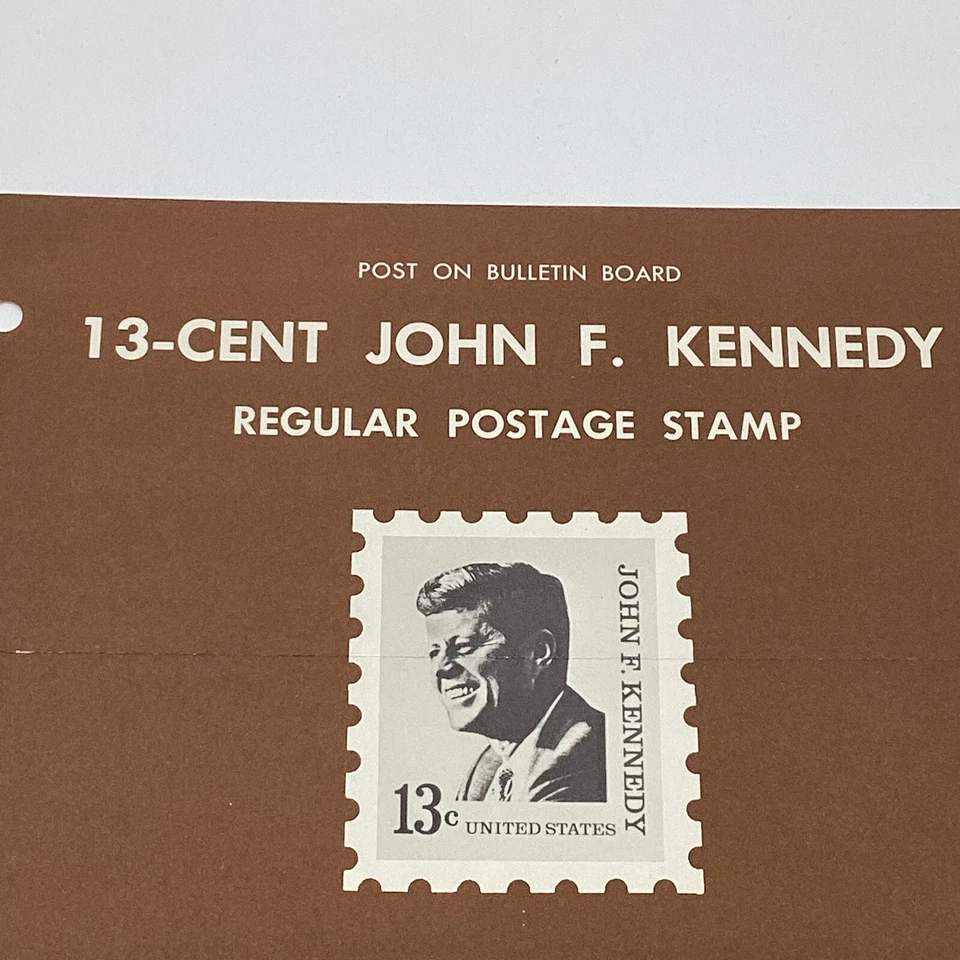 POST ON BULLETIN BOARD
13-CENT JOHN F. KENNEDY
REGULAR POSTAGE STAMP
JOHN F. KENNEDY
13c UNITED STATES